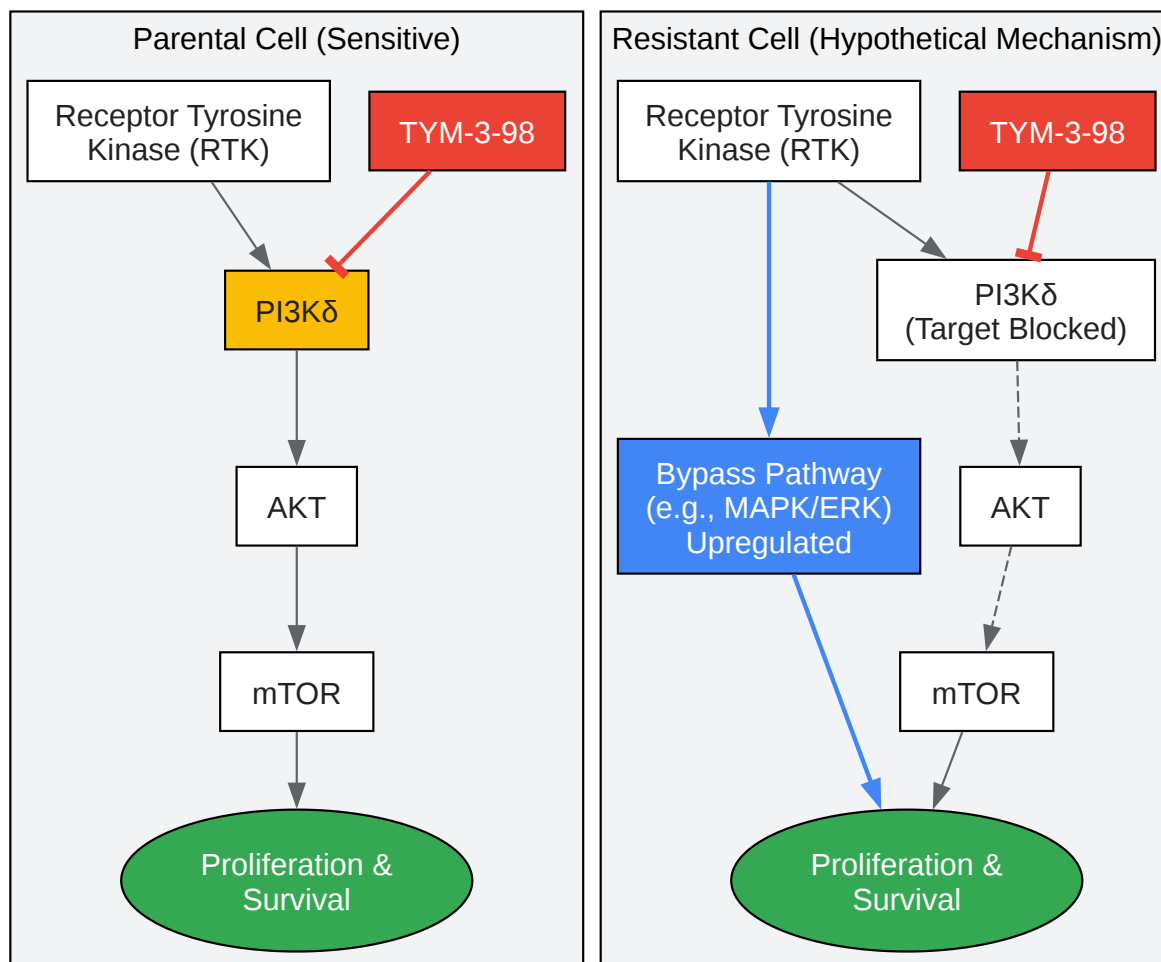 Parental Cell (Sensitive)
Receptor Tyrosine
Kinase (RTK)
TYM-3-98
PI3Kδ
AKT
mTOR
Proliferation &
Survival
Resistant Cell (Hypothetical Mechanism)
Receptor Tyrosine
Kinase (RTK)
TYM-3-98
PI3Kδ
(Target Blocked)
Bypass Pathway
(e.g., MAPK/ERK)
Upregulated
AKT
mTOR
Proliferation &
Survival